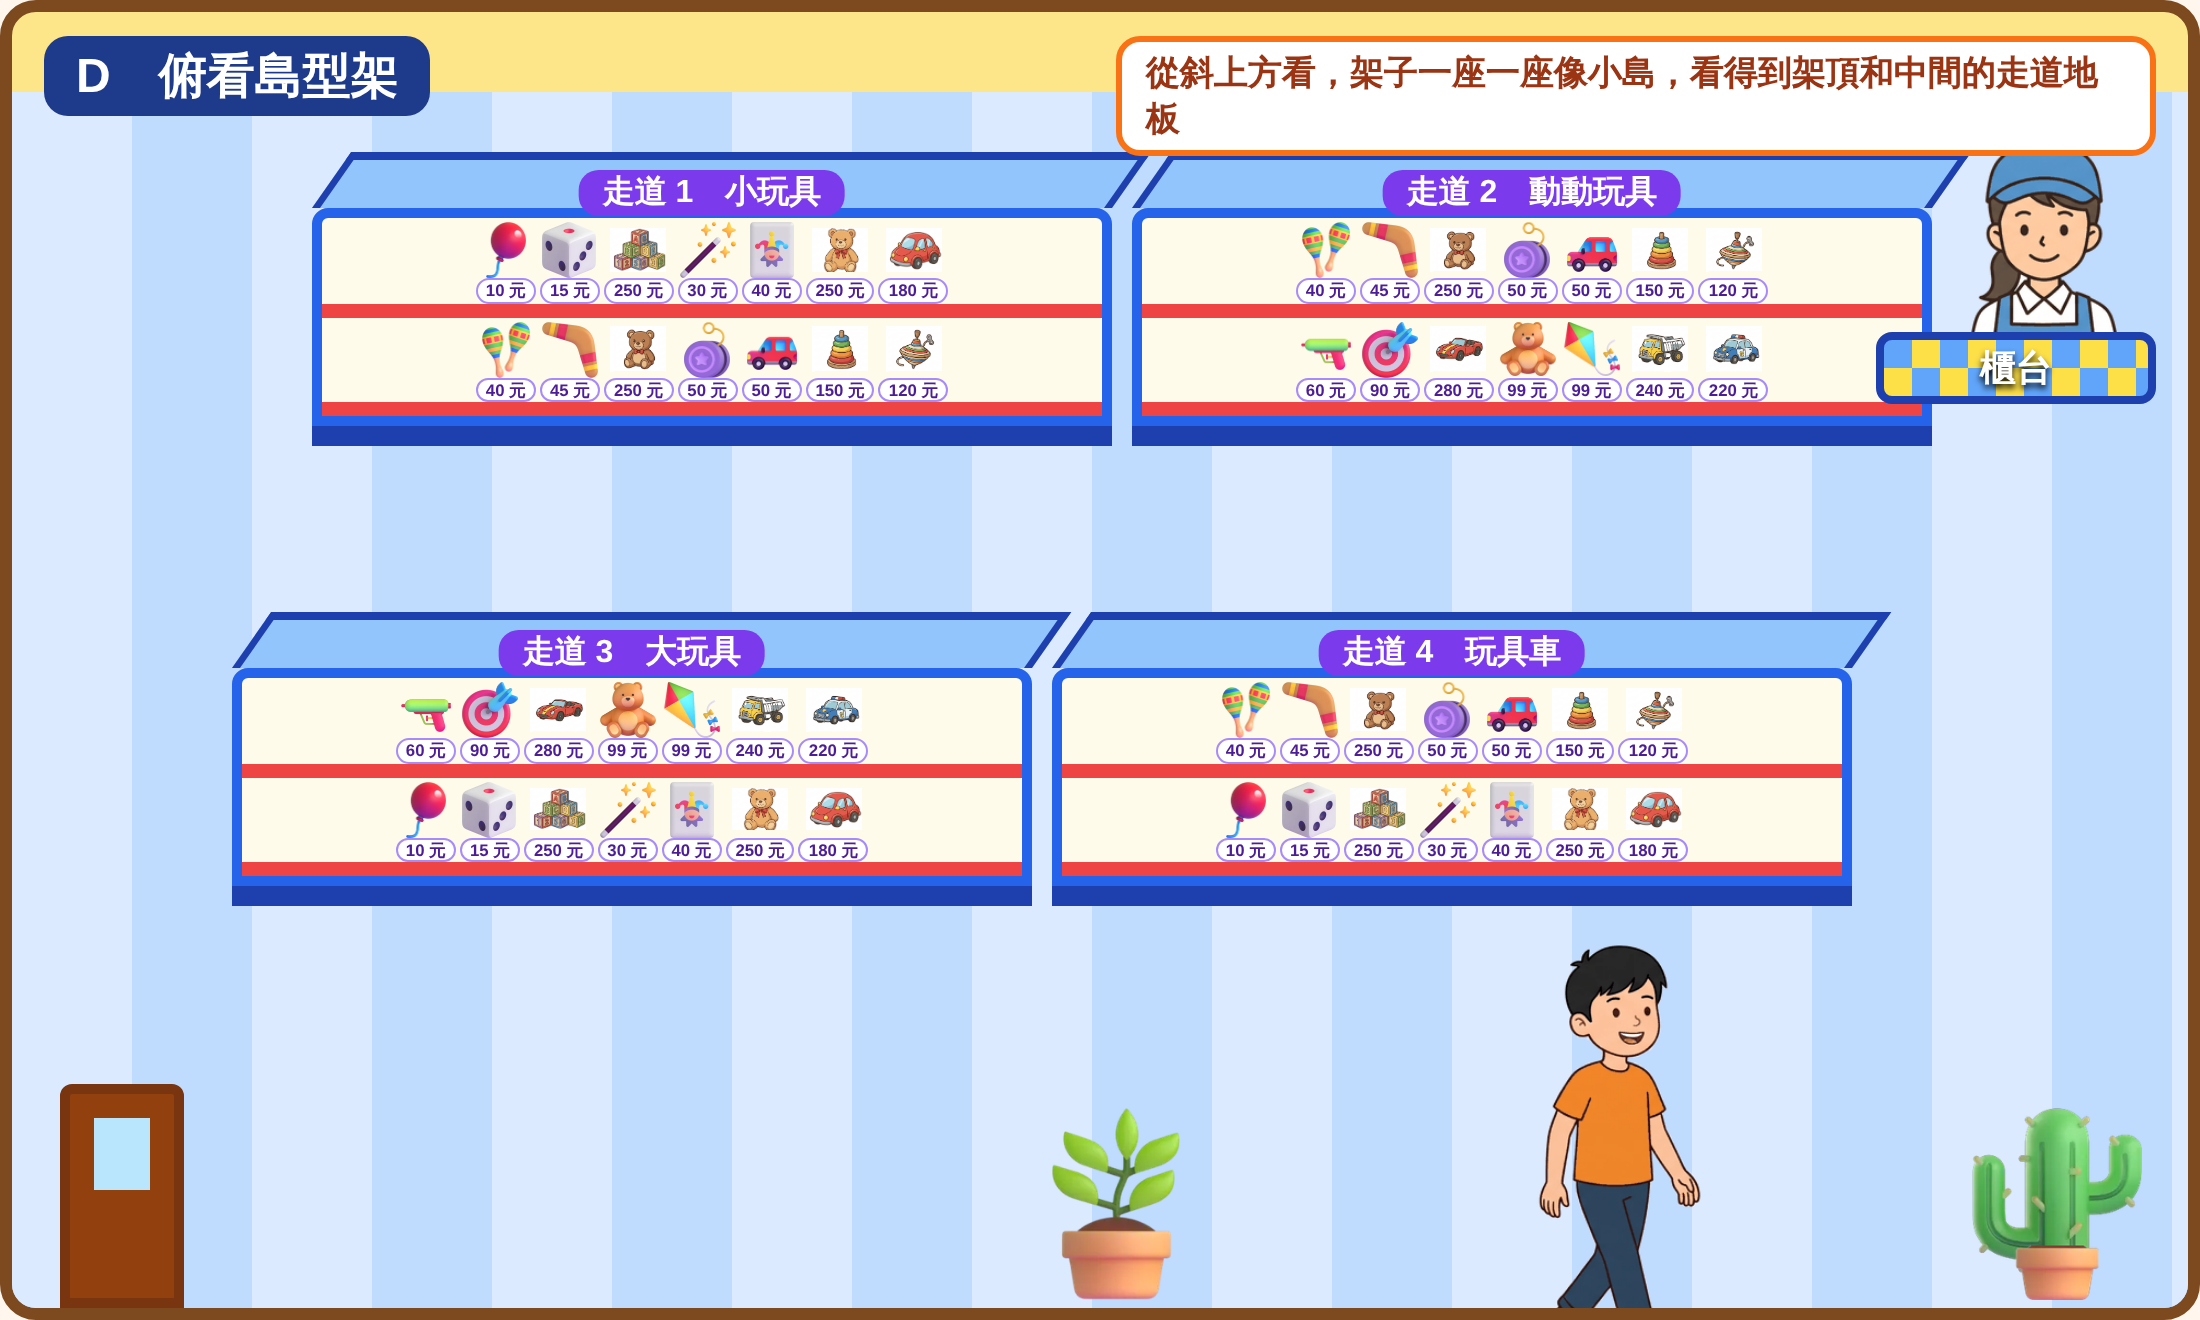 D 俯看島型架
從斜上方看，架子一座一座像小島，看得到架頂和中間的走道地
板
走道 1 小玩具
10 元 15 元 250 元 30 元 40 元 250 元 180 元
40 元 45 元 250 元 50 元 50 元 150 元 120 元
走道 2 動動玩具
40 元 45 元 250 元 50 元 50 元 150 元 120 元
60 元 90 元 280 元 99 元 99 元 240 元 220 元
櫃台
走道 3 大玩具
60 元 90 元 280 元 99 元 99 元 240 元 220 元
10 元 15 元 250 元 30 元 40 元 250 元 180 元
走道 4 玩具車
40 元 45 元 250 元 50 元 50 元 150 元 120 元
10 元 15 元 250 元 30 元 40 元 250 元 180 元